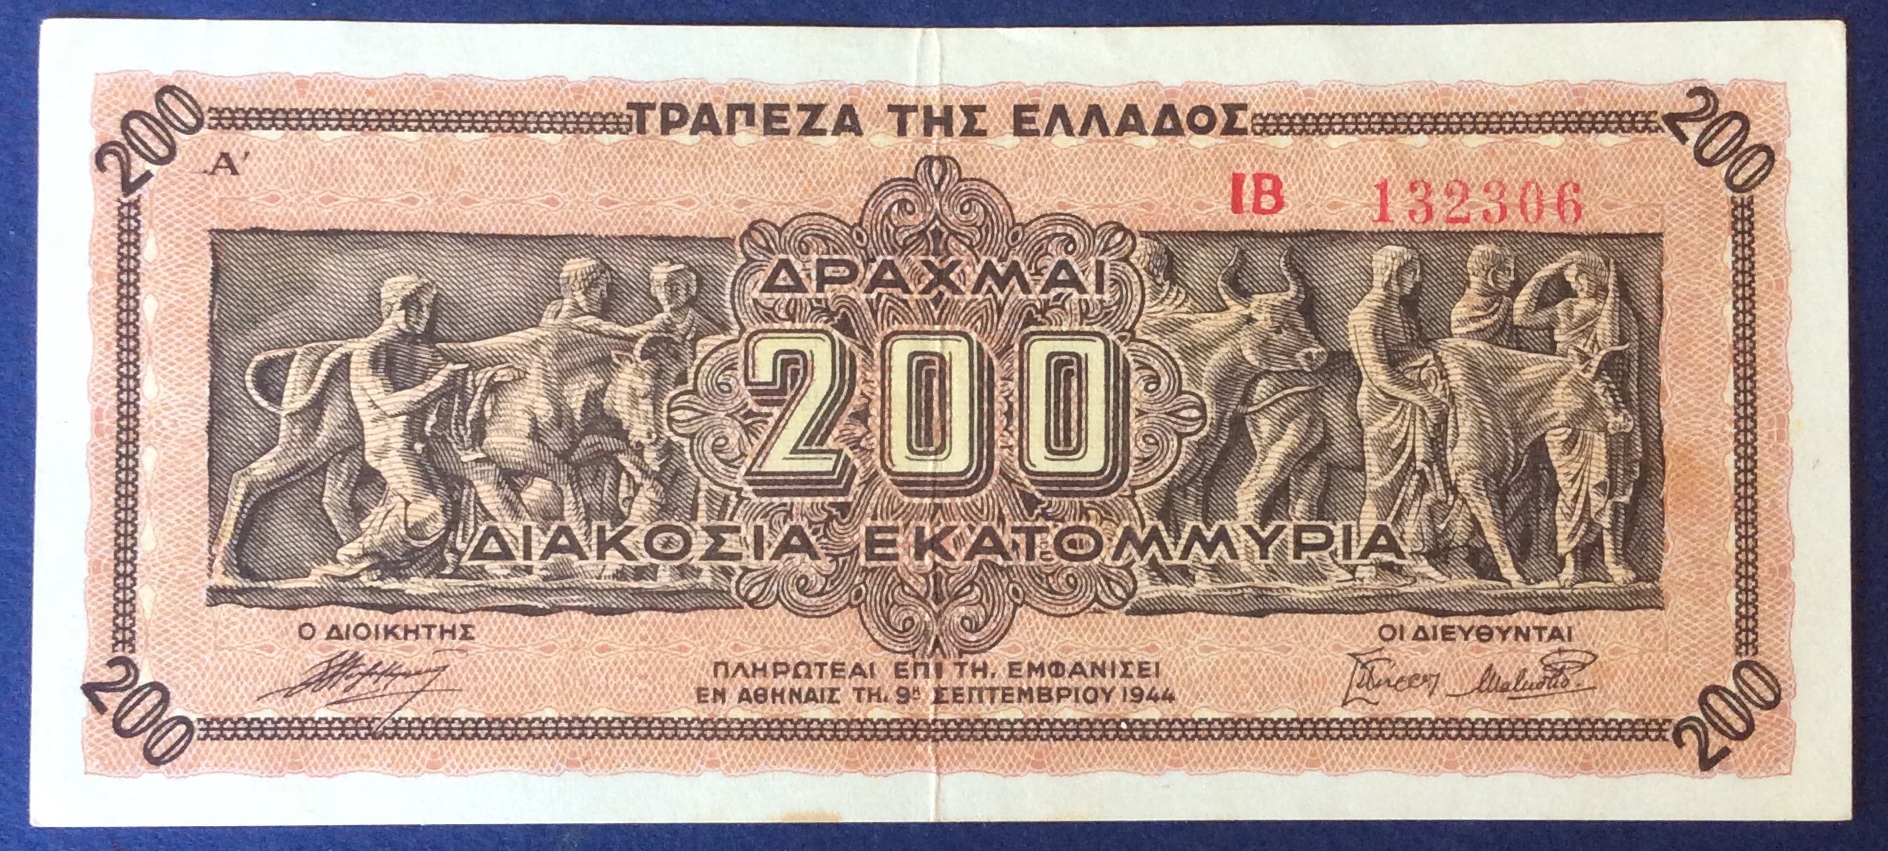 200 ΤΡΑΠΕΖΑ ΤΗΣ ΕΛΛΑΔΟΣ 200
Α′
ΙΒ 132306
ΔΡΑΧΜΑΙ
200
ΔΙΑΚΟΣΙΑ ΕΚΑΤΟΜΜΥΡΙΑ
Ο ΔΙΟΙΚΗΤΗΣ
ΟΙ ΔΙΕΥΘΥΝΤΑΙ
ΠΛΗΡΩΤΕΑΙ ΕΠΙ ΤΗ. ΕΜΦΑΝΙΣΕΙ
ΕΝ ΑΘΗΝΑΙΣ ΤΗ. 9ῃ ΣΕΠΤΕΜΒΡΙΟΥ 1944
200 200